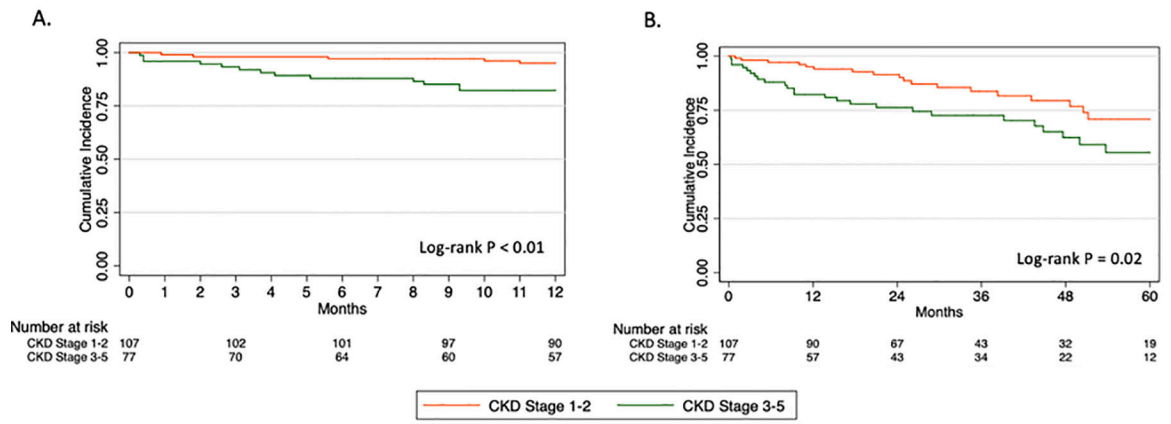 A.
Cumulative Incidence
1.00
0.75
0.50
0.25
0.00
Log-rank P < 0.01
0 1 2 3 4 5 6 7 8 9 10 11 12
Months
Number at risk
CKD Stage 1-2 107 102 101 97 90
CKD Stage 3-5 77 70 64 60 57
B.
Cumulative Incidence
1.00
0.75
0.50
0.25
0.00
Log-rank P = 0.02
0 12 24 36 48 60
Months
Number at risk
CKD Stage 1-2 107 90 67 43 32 19
CKD Stage 3-5 77 57 43 34 22 12
CKD Stage 1-2 CKD Stage 3-5